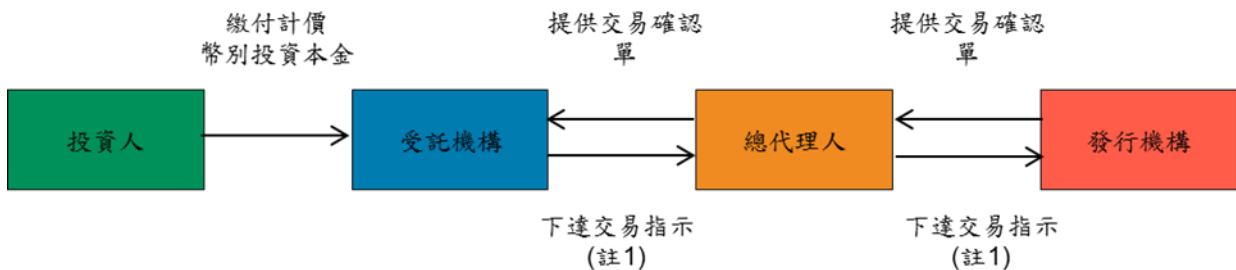 繳付計價
幣別投資本金
提供交易確認
單
提供交易確認
單
投資人
受託機構
總代理人
發行機構
下達交易指示
(註1)
下達交易指示
(註1)